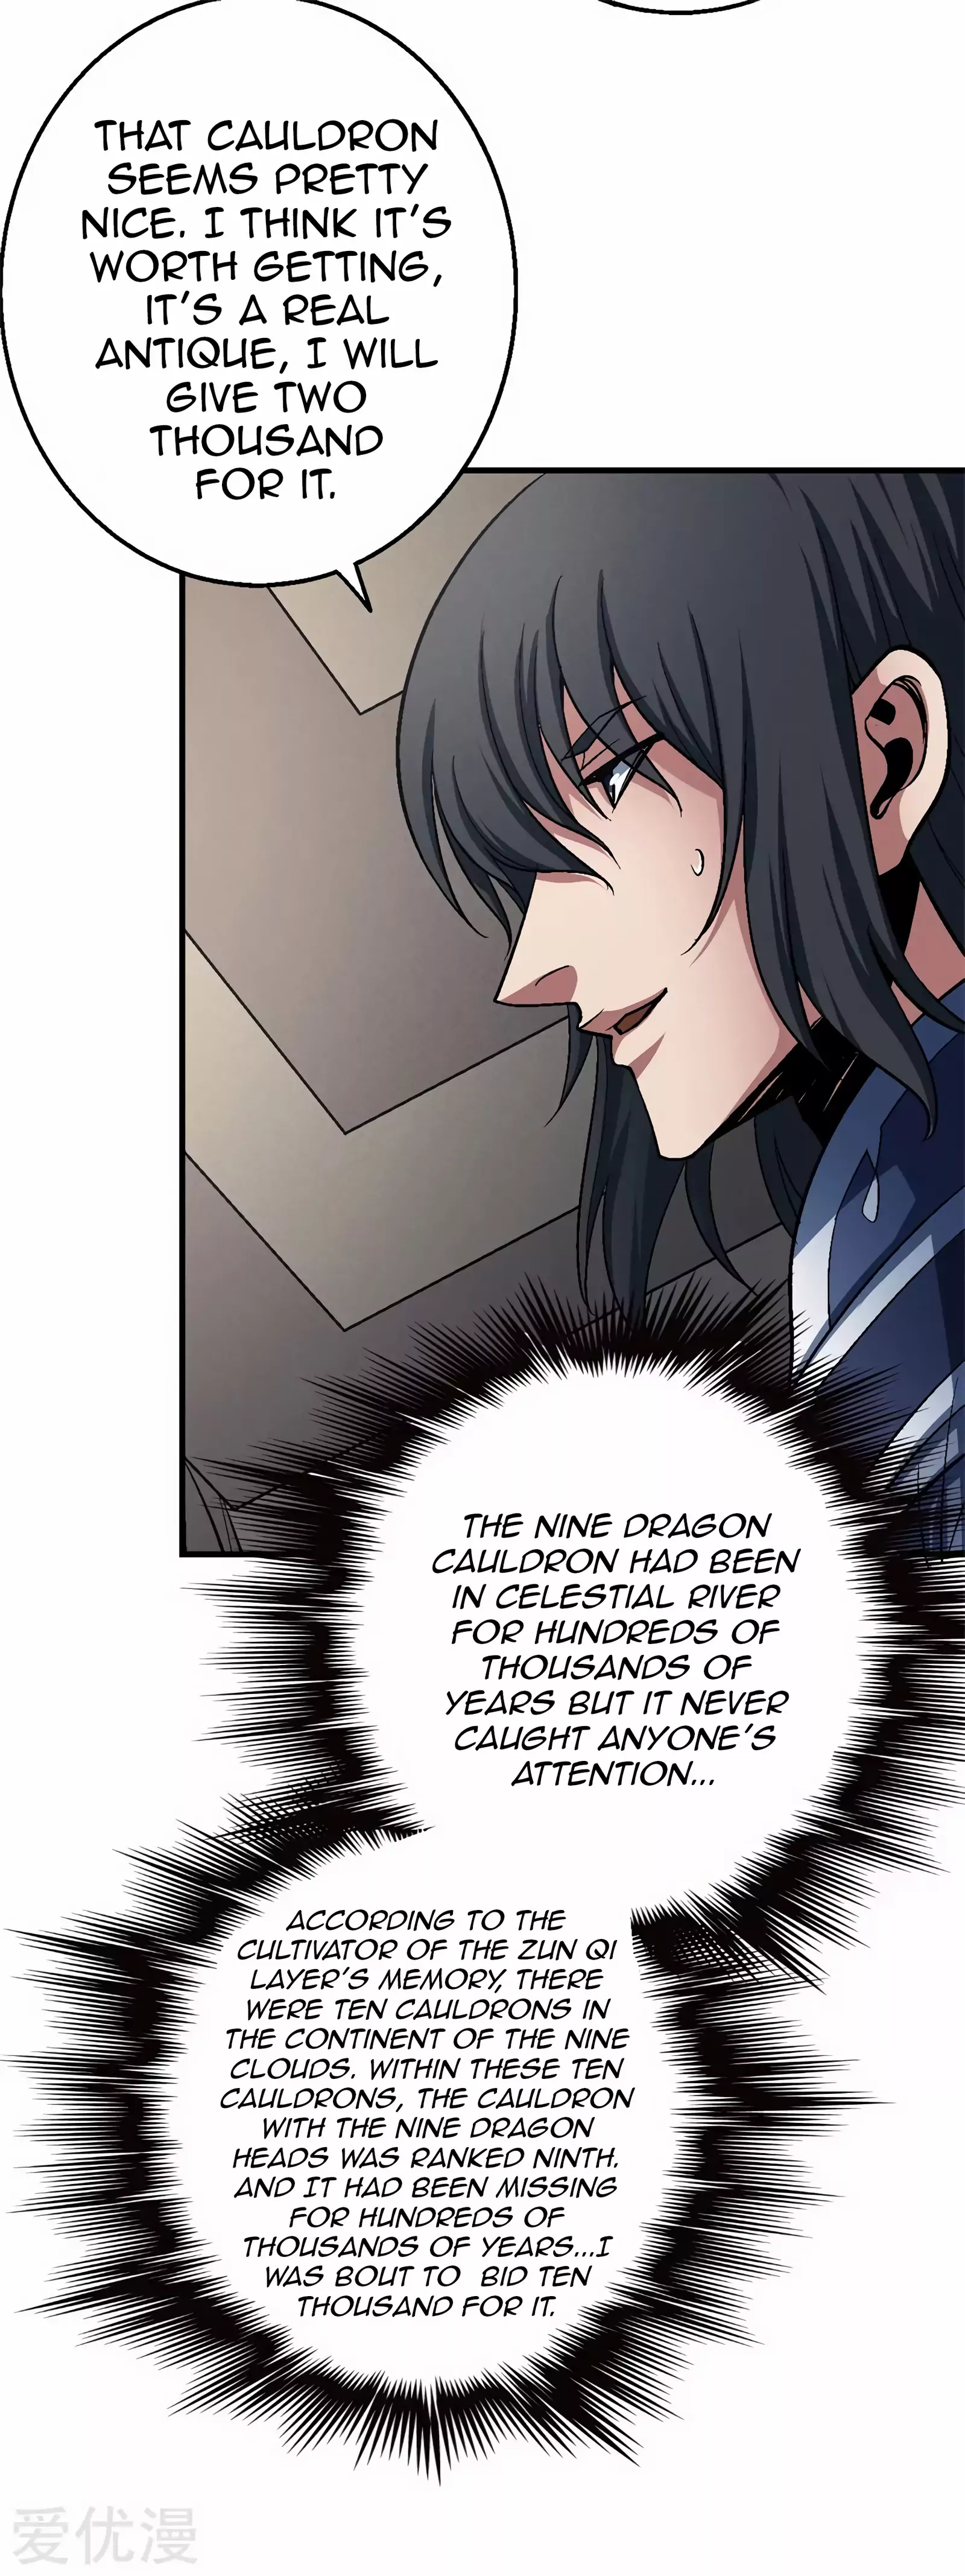 THAT CAULDRON
SEEMS PRETTY
NICE. I THINK IT'S
WORTH GETTING,
IT'S A REAL
ANTIQUE, I WILL
GIVE TWO
THOUSAND
FOR IT.
THE NINE DRAGON
CAULDRON HAD BEEN
IN CELESTIAL RIVER
FOR HUNDREDS OF
THOUSANDS OF
YEARS BUT IT NEVER
CAUGHT ANYONE'S
ATTENTION...
ACCORDING TO THE
CULTIVATOR OF THE ZUN QI
LAYER'S MEMORY, THERE
WERE TEN CAULDRONS IN
THE CONTINENT OF THE NINE
CLOUDS. WITHIN THESE TEN
CAULDRONS, THE CAULDRON
WITH THE NINE DRAGON
HEADS WAS RANKED NINTH.
AND IT HAD BEEN MISSING
FOR HUNDREDS OF
THOUSANDS OF YEARS...I
WAS BOUT TO BID TEN
THOUSAND FOR IT.
爱优漫